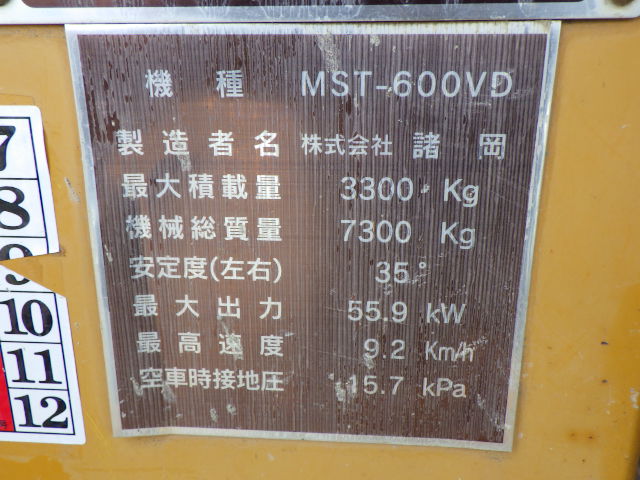 機種 MST-600VD
製造者名 株式会社 諸岡
最大積載量 3300 Kg
機械総質量 7300 Kg
安定度(左右) 35°
最大出力 55.9 kW
最高速度 9.2 Km/h
空車時接地圧 15.7 kPa
7
8
9
10
11
12